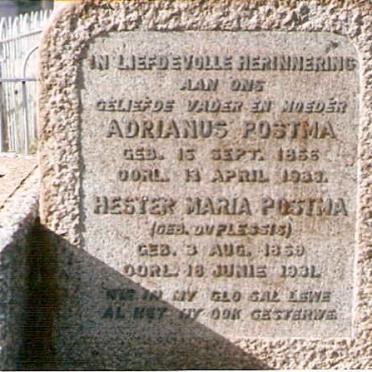 IN LIEFDEVOLLE HERINNERING
AAN ONS
GELIEFDE VADER EN MOEDER
ADRIANUS POSTMA
GEB. 15 SEPT. 1856
OORL. 13 APRIL 1933.
HESTER MARIA POSTMA
(GEB. DU PLESSIS)
GEB. 3 AUG. 1859
OORL. 18 JUNIE 1931.
WIE IN MY GLO SAL LEWE
AL HET HY OOK GESTERWE